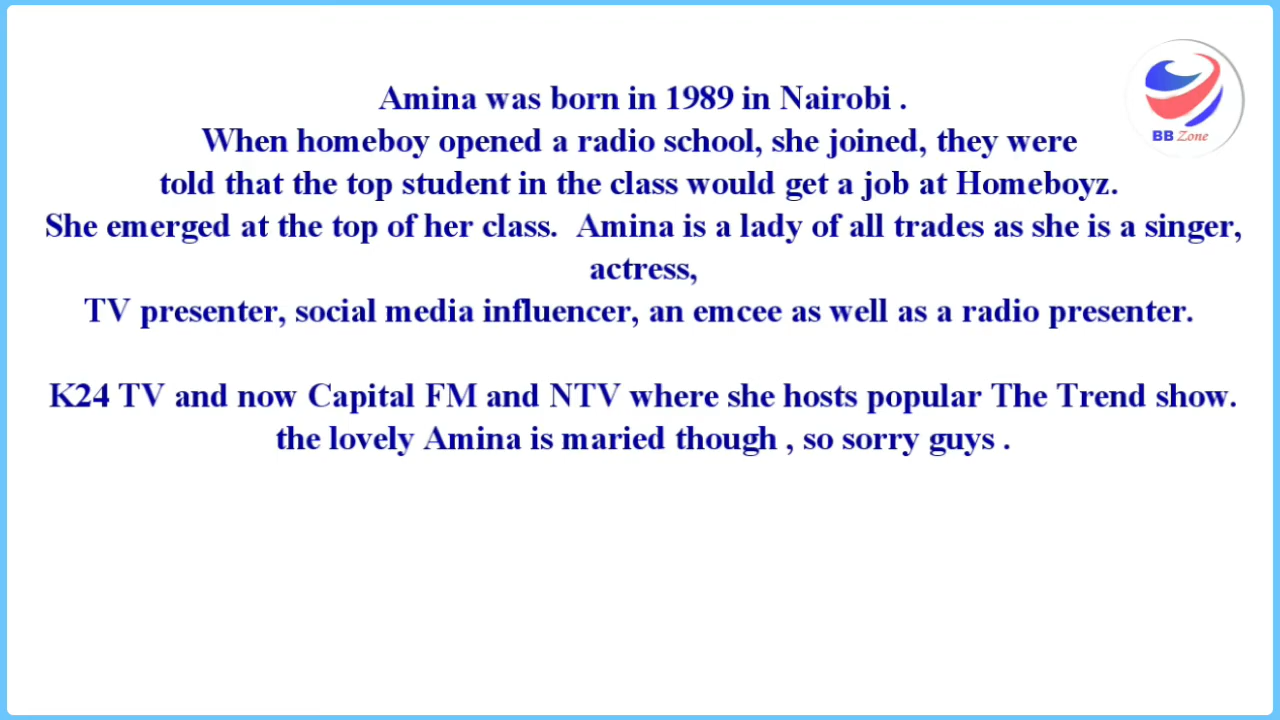 Amina was born in 1989 in Nairobi .
When homeboy opened a radio school, she joined, they were
told that the top student in the class would get a job at Homeboyz.
She emerged at the top of her class.  Amina is a lady of all trades as she is a singer,
actress,
TV presenter, social media influencer, an emcee as well as a radio presenter.
K24 TV and now Capital FM and NTV where she hosts popular The Trend show.
the lovely Amina is maried though , so sorry guys .
BB Zone